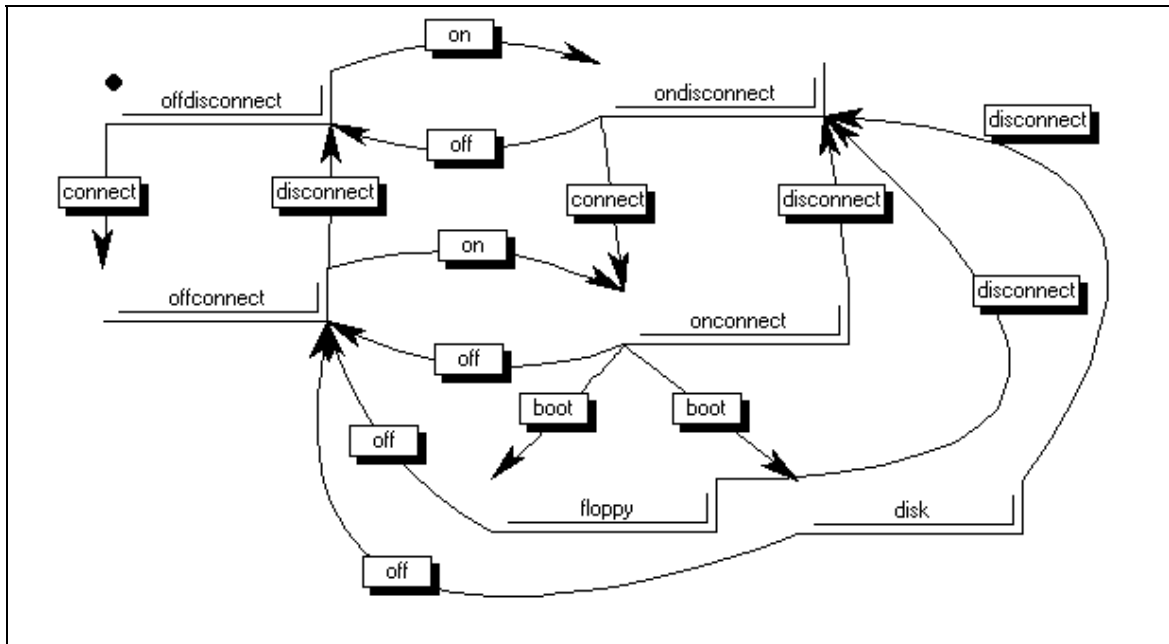 on
offdisconnect
ondisconnect
disconnect
off
connect
disconnect
connect
disconnect
on
offconnect
disconnect
onconnect
off
boot
boot
off
floppy
disk
off